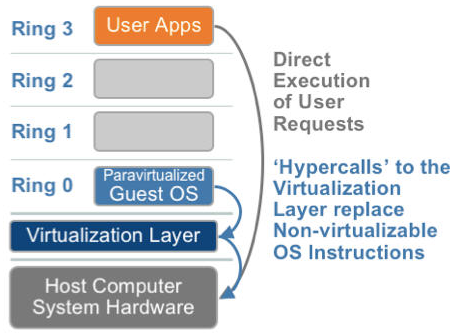 Ring 3
User Apps
Ring 2
Ring 1
Ring 0
Paravirtualized
Guest OS
Virtualization Layer
Host Computer
System Hardware
Direct
Execution
of User
Requests
‘Hypercalls’ to the
Virtualization
Layer replace
Non-virtualizable
OS Instructions